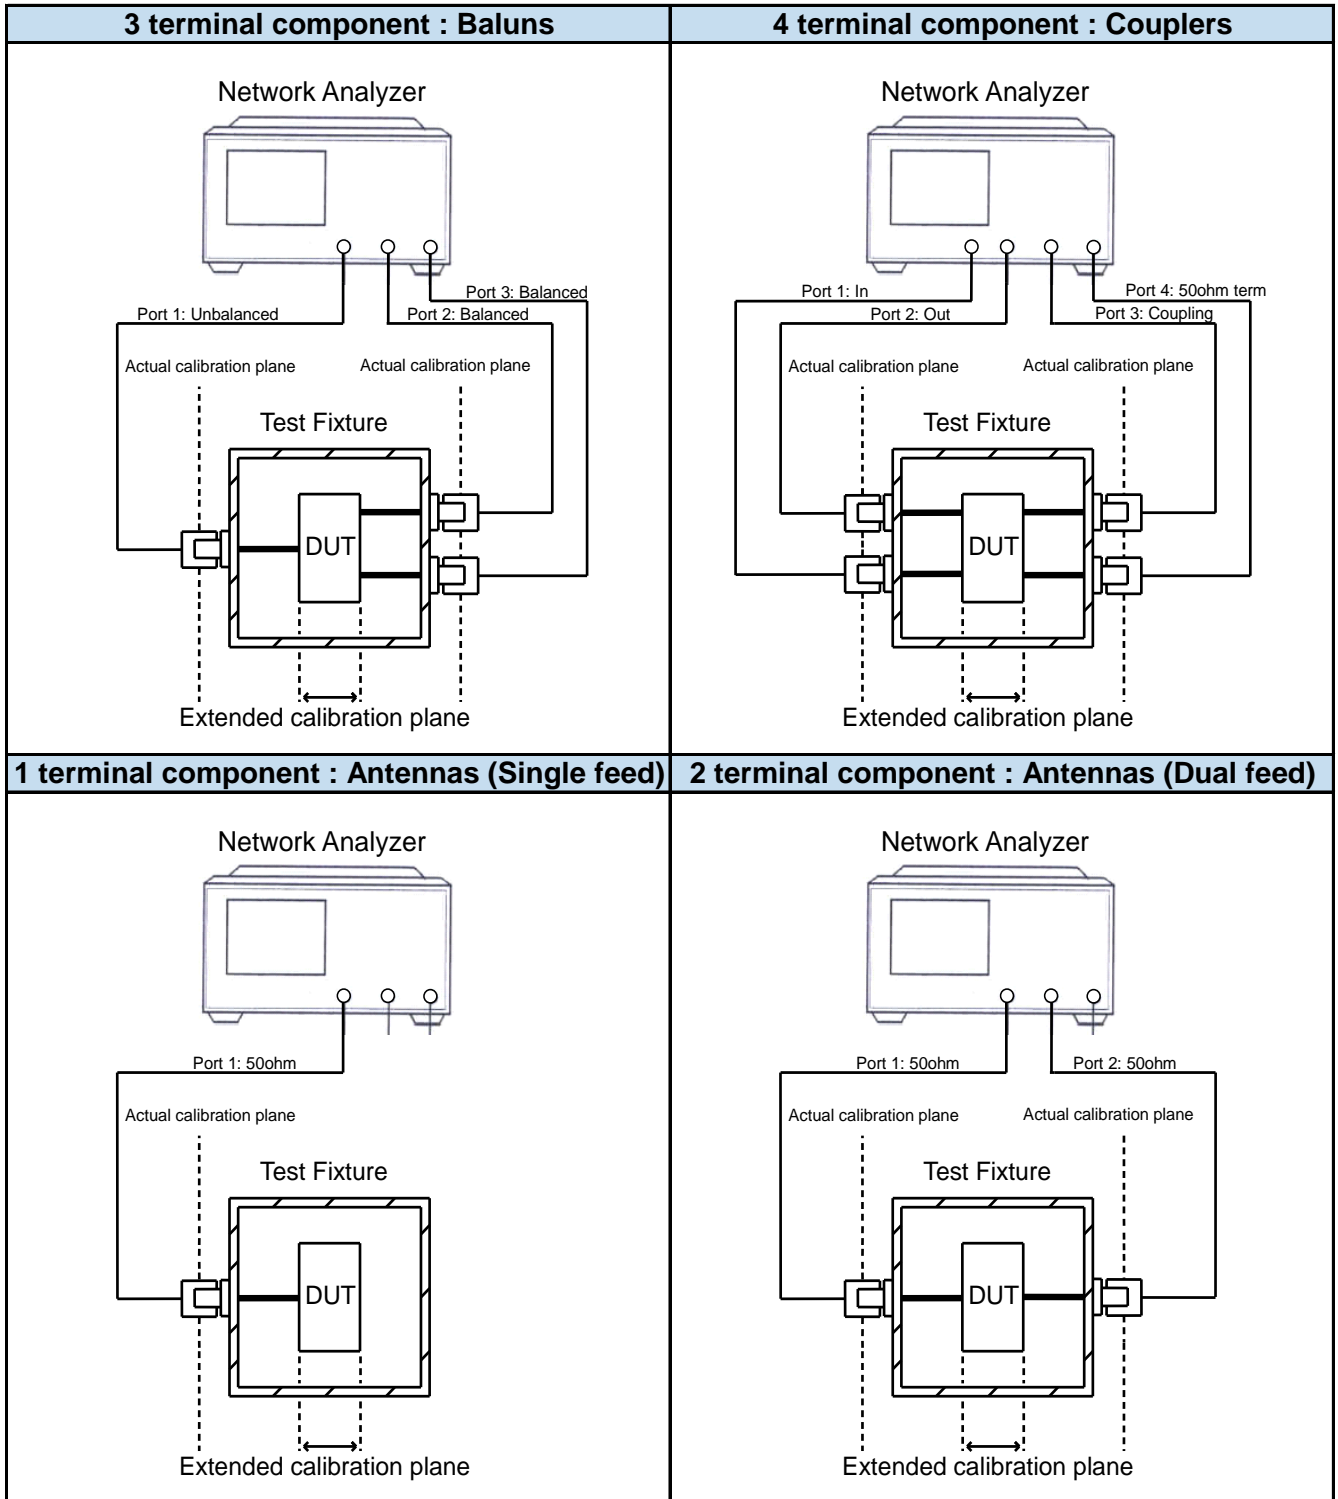 3 terminal component : Baluns
Network Analyzer
Port 3: Balanced
Port 1: Unbalanced
Port 2: Balanced
Actual calibration plane
Actual calibration plane
Test Fixture
DUT
Extended calibration plane
4 terminal component : Couplers
Network Analyzer
Port 1: In
Port 4: 50ohm term
Port 2: Out
Port 3: Coupling
Actual calibration plane
Actual calibration plane
Test Fixture
DUT
Extended calibration plane
1 terminal component : Antennas (Single feed)
Network Analyzer
Port 1: 50ohm
Actual calibration plane
Test Fixture
DUT
Extended calibration plane
2 terminal component : Antennas (Dual feed)
Network Analyzer
Port 1: 50ohm
Port 2: 50ohm
Actual calibration plane
Actual calibration plane
Test Fixture
DUT
Extended calibration plane